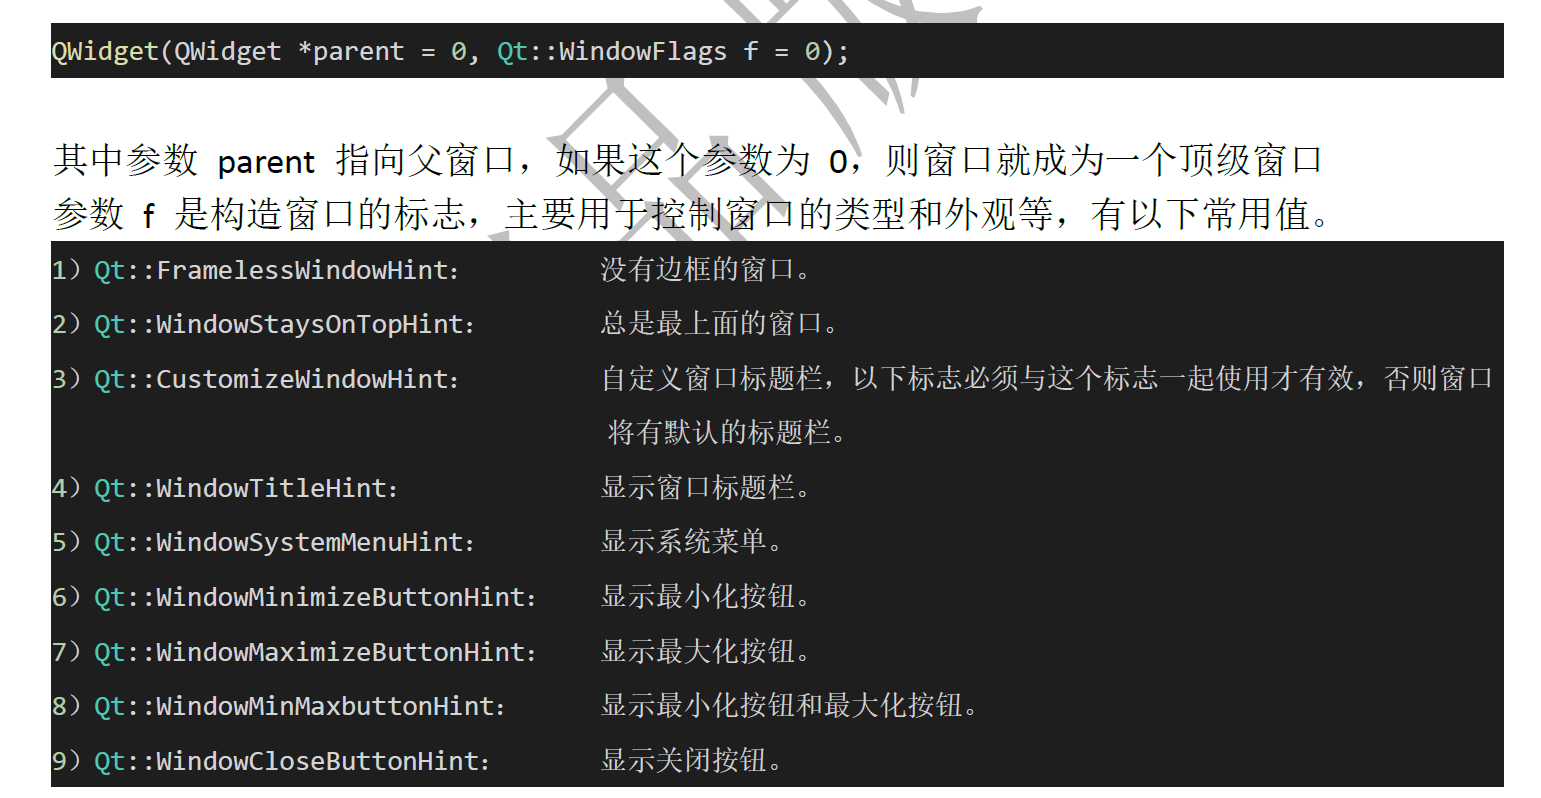 QWidget(QWidget *parent = 0, Qt::WindowFlags f = 0);
其中参数 parent 指向父窗口，如果这个参数为 0，则窗口就成为一个顶级窗口
参数 f 是构造窗口的标志，主要用于控制窗口的类型和外观等，有以下常用值。
1）Qt::FramelessWindowHint： 没有边框的窗口。
2）Qt::WindowStaysOnTopHint： 总是最上面的窗口。
3）Qt::CustomizeWindowHint： 自定义窗口标题栏，以下标志必须与这个标志一起使用才有效，否则窗口
将有默认的标题栏。
4）Qt::WindowTitleHint： 显示窗口标题栏。
5）Qt::WindowSystemMenuHint： 显示系统菜单。
6）Qt::WindowMinimizeButtonHint： 显示最小化按钮。
7）Qt::WindowMaximizeButtonHint： 显示最大化按钮。
8）Qt::WindowMinMaxbuttonHint： 显示最小化按钮和最大化按钮。
9）Qt::WindowCloseButtonHint： 显示关闭按钮。